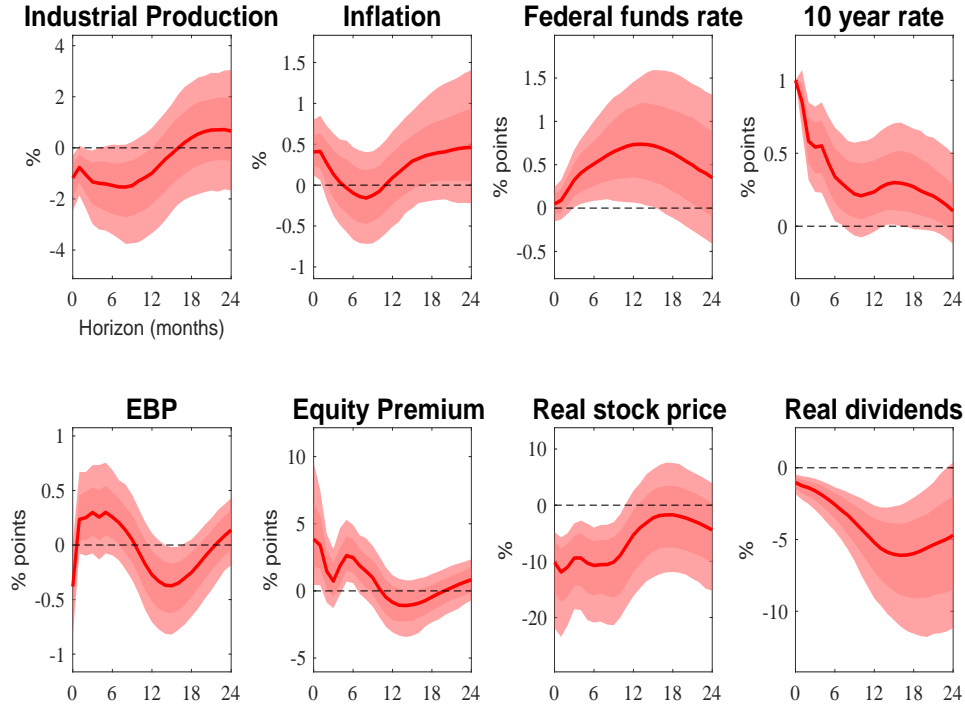 Industrial Production
4
2
0
-2
-4
%
0 6 12 18 24
Horizon (months)
Inflation
1.5
1
0.5
0
-0.5
-1
%
0 6 12 18 24
Federal funds rate
1.5
1
0.5
0
-0.5
% points
0 6 12 18 24
10 year rate
1
0.5
0
% points
0 6 12 18 24
EBP
1
0.5
0
-0.5
-1
% points
0 6 12 18 24
Equity Premium
10
5
0
-5
% points
0 6 12 18 24
Real stock price
10
0
-10
-20
%
0 6 12 18 24
Real dividends
0
-5
-10
%
0 6 12 18 24